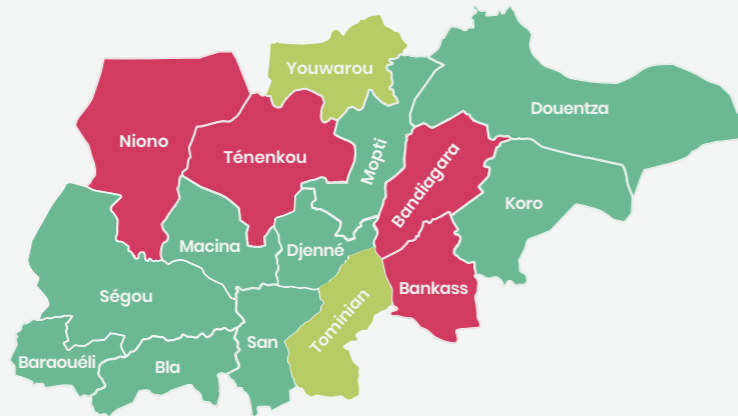 Youwarou
Douentza
Niono
Ténenkou
Mopti
Bandiagara
Koro
Macina
Djenné
Ségou
Bankass
Tominian
San
Baraouéli
Bla